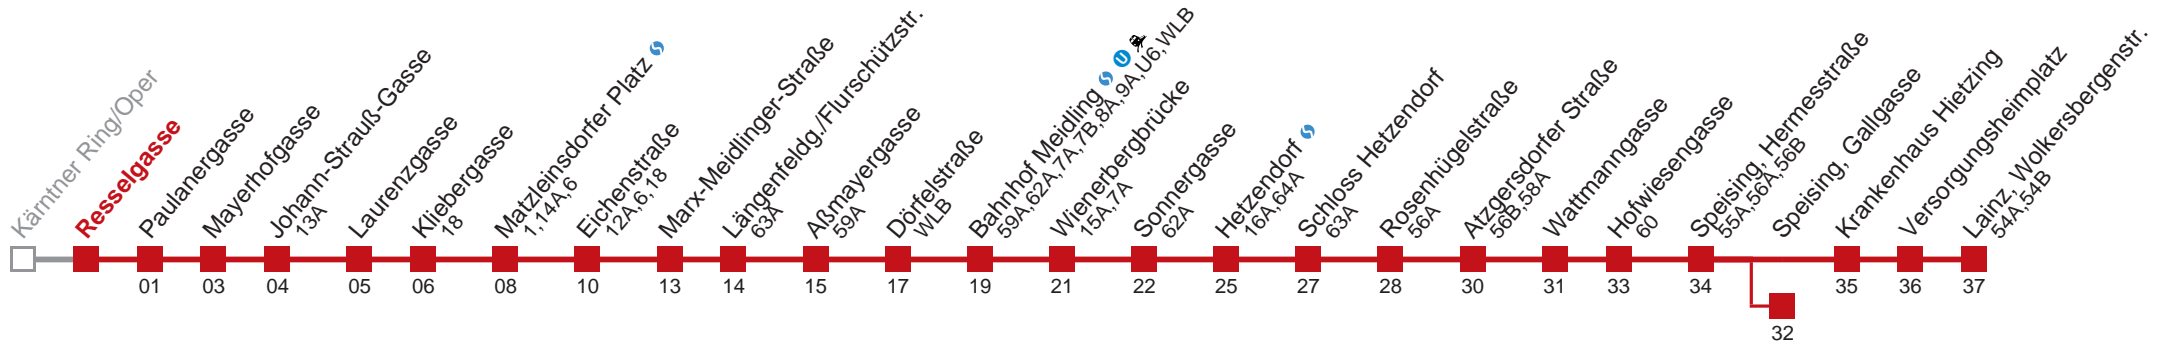 Kärntner Ring/Oper
Resselgasse
Paulanergasse
01
Mayerhofgasse
03
Johann-Strauß-Gasse
13A
04
Laurenzgasse
05
Kliebergasse
18
06
Matzleinsdorfer Platz
1,14A,6
08
Eichenstraße
12A,6,18
10
Marx-Meidlinger-Straße
13
Längenfeldg./Flurschützstr.
63A
14
Aßmayergasse
59A
15
Dörfelstraße
WLB
17
Bahnhof Meidling U
59A,62A,7A,7B,8A,9A,U6,WLB
19
Wienerbergbrücke
15A,7A
21
Sonnergasse
62A
22
Hetzendorf
16A,64A
25
Schloss Hetzendorf
63A
27
Rosenhügelstraße
56A
28
Atzgersdorfer Straße
56B,58A
30
Wattmanngasse
31
Hofwiesengasse
60
33
Speising, Hermesstraße
55A,56A,56B
34
Speising, Gallgasse
32
Krankenhaus Hietzing
35
Versorgungsheimplatz
36
Lainz, Wolkersbergenstr.
54A,54B
37